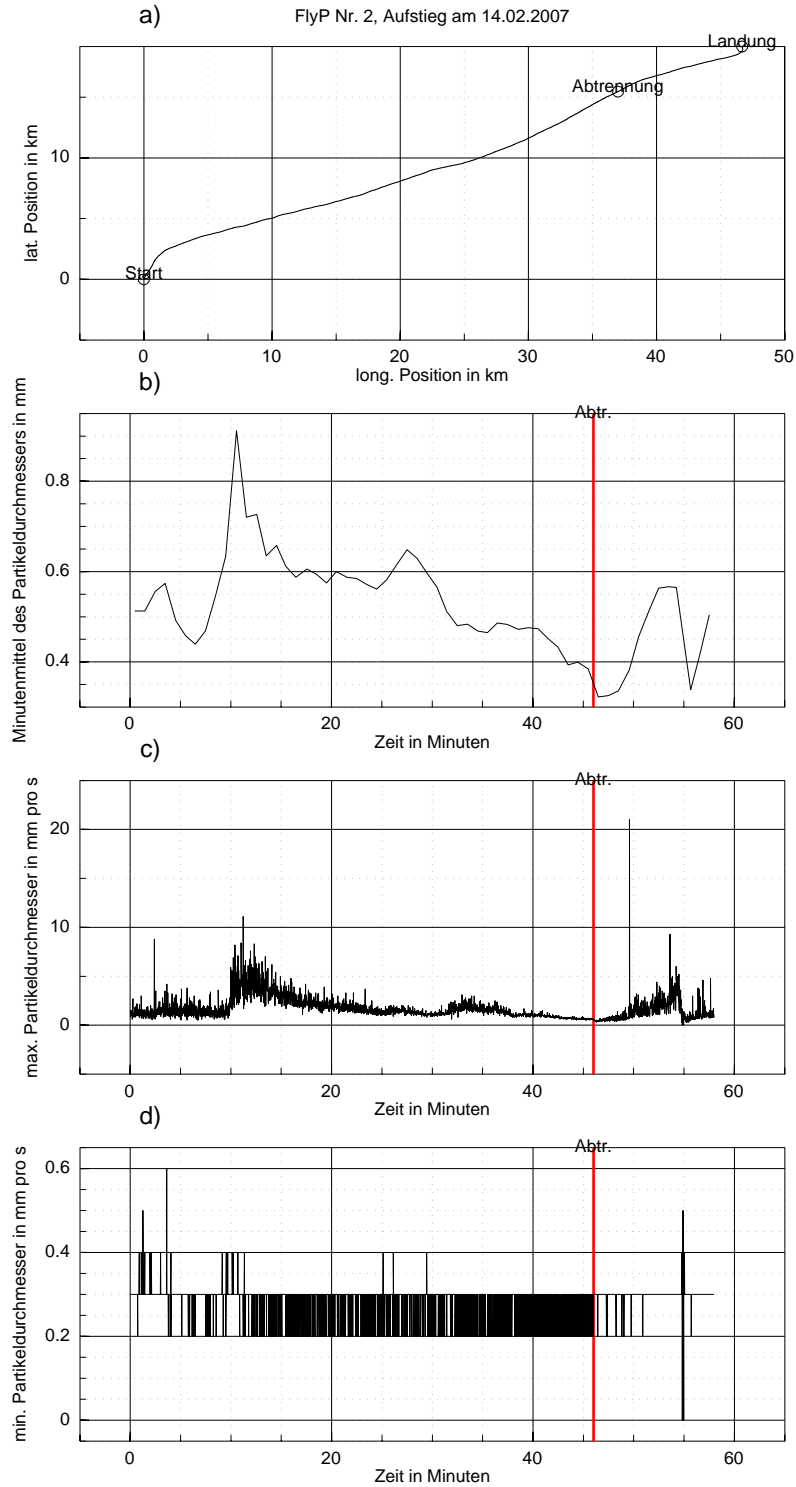 a)
FlyP Nr. 2, Aufstieg am 14.02.2007
Landung
Abtrennung
Start
lat. Position in km
10
0
0
10
20
30
40
50
long. Position in km
b)
Abtr.
Minutenmittel des Partikeldurchmessers in mm
0.8
0.6
0.4
0
20
40
60
Zeit in Minuten
c)
Abtr.
max. Partikeldurchmesser in mm pro s
20
10
0
0
20
40
60
Zeit in Minuten
d)
Abtr.
min. Partikeldurchmesser in mm pro s
0.6
0.4
0.2
0
0
20
40
60
Zeit in Minuten